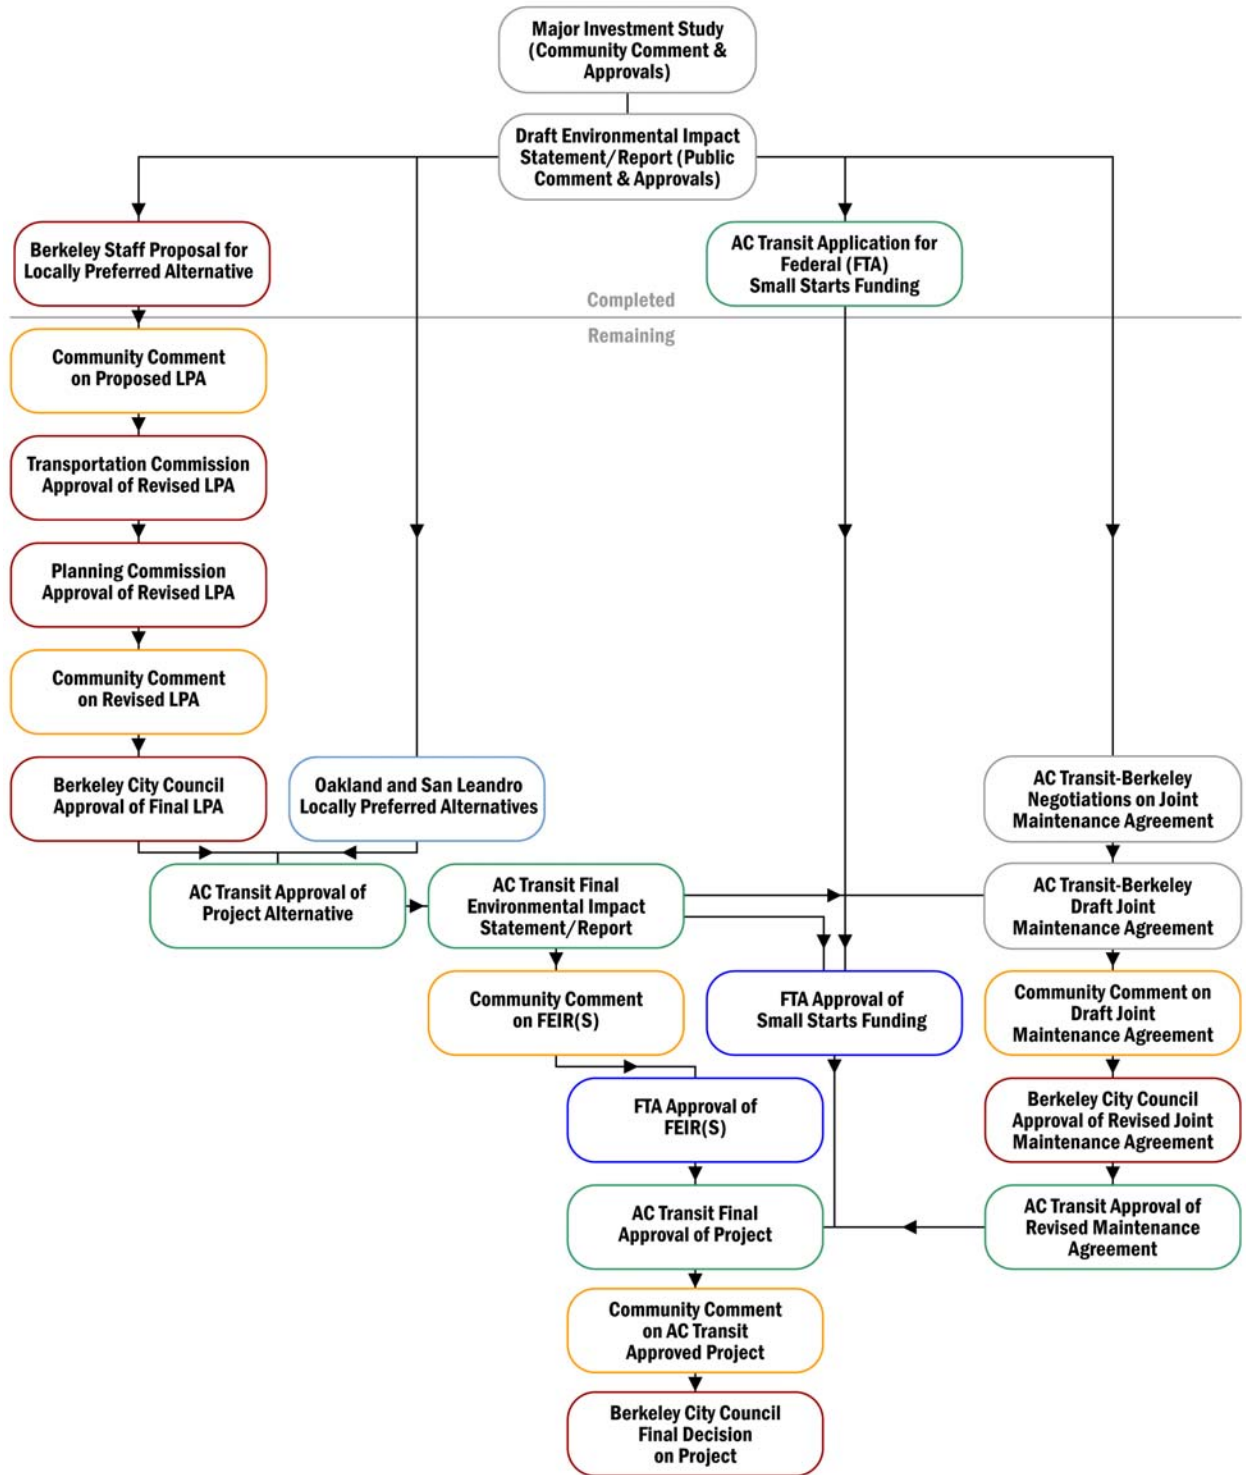 Major Investment Study
(Community Comment &
Approvals)
Draft Environmental Impact
Statement/Report (Public
Comment & Approvals)
Berkeley Staff Proposal for
Locally Preferred Alternative
AC Transit Application for
Federal (FTA)
Small Starts Funding
Completed
Remaining
Community Comment
on Proposed LPA
Transportation Commission
Approval of Revised LPA
Planning Commission
Approval of Revised LPA
Community Comment
on Revised LPA
Berkeley City Council
Approval of Final LPA
Oakland and San Leandro
Locally Preferred Alternatives
AC Transit-Berkeley
Negotiations on Joint
Maintenance Agreement
AC Transit Approval of
Project Alternative
AC Transit Final
Environmental Impact
Statement/Report
AC Transit-Berkeley
Draft Joint
Maintenance Agreement
Community Comment
on FEIR(S)
FTA Approval of
Small Starts Funding
Community Comment on
Draft Joint
Maintenance Agreement
FTA Approval of
FEIR(S)
Berkeley City Council
Approval of Revised Joint
Maintenance Agreement
AC Transit Final
Approval of Project
AC Transit Approval of
Revised Maintenance
Agreement
Community Comment
on AC Transit
Approved Project
Berkeley City Council
Final Decision
on Project